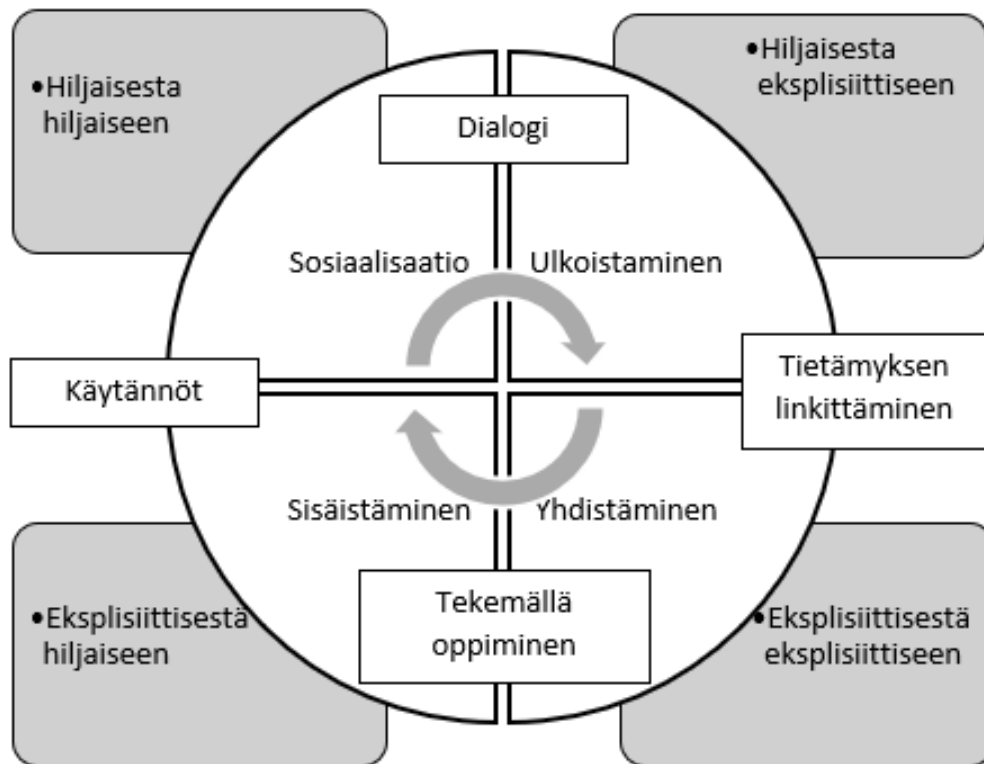 •Hiljaisesta
hiljaiseen
•Hiljaisesta
eksplisiittiseen
Dialogi
Sosiaalisaatio
Ulkoistaminen
Käytännöt
Tietämyksen
linkittäminen
Sisäistäminen
Yhdistäminen
Tekemällä
oppiminen
•Eksplisiittisestä
hiljaiseen
•Eksplisiittisestä
eksplisiittiseen